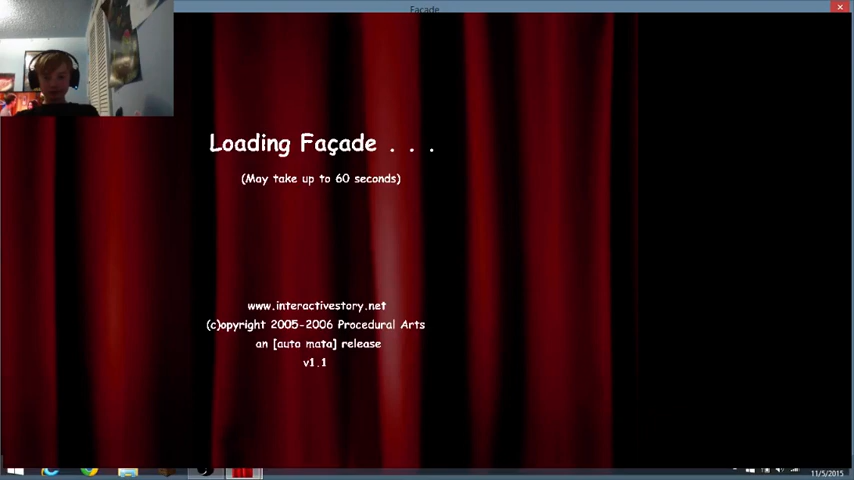 Façade
Loading Façade . . .
(May take up to 60 seconds)
www.interactivestory.net
(c)opyright 2005-2006 Procedural Arts
an [auto mata] release
v1.1
11/5/2015